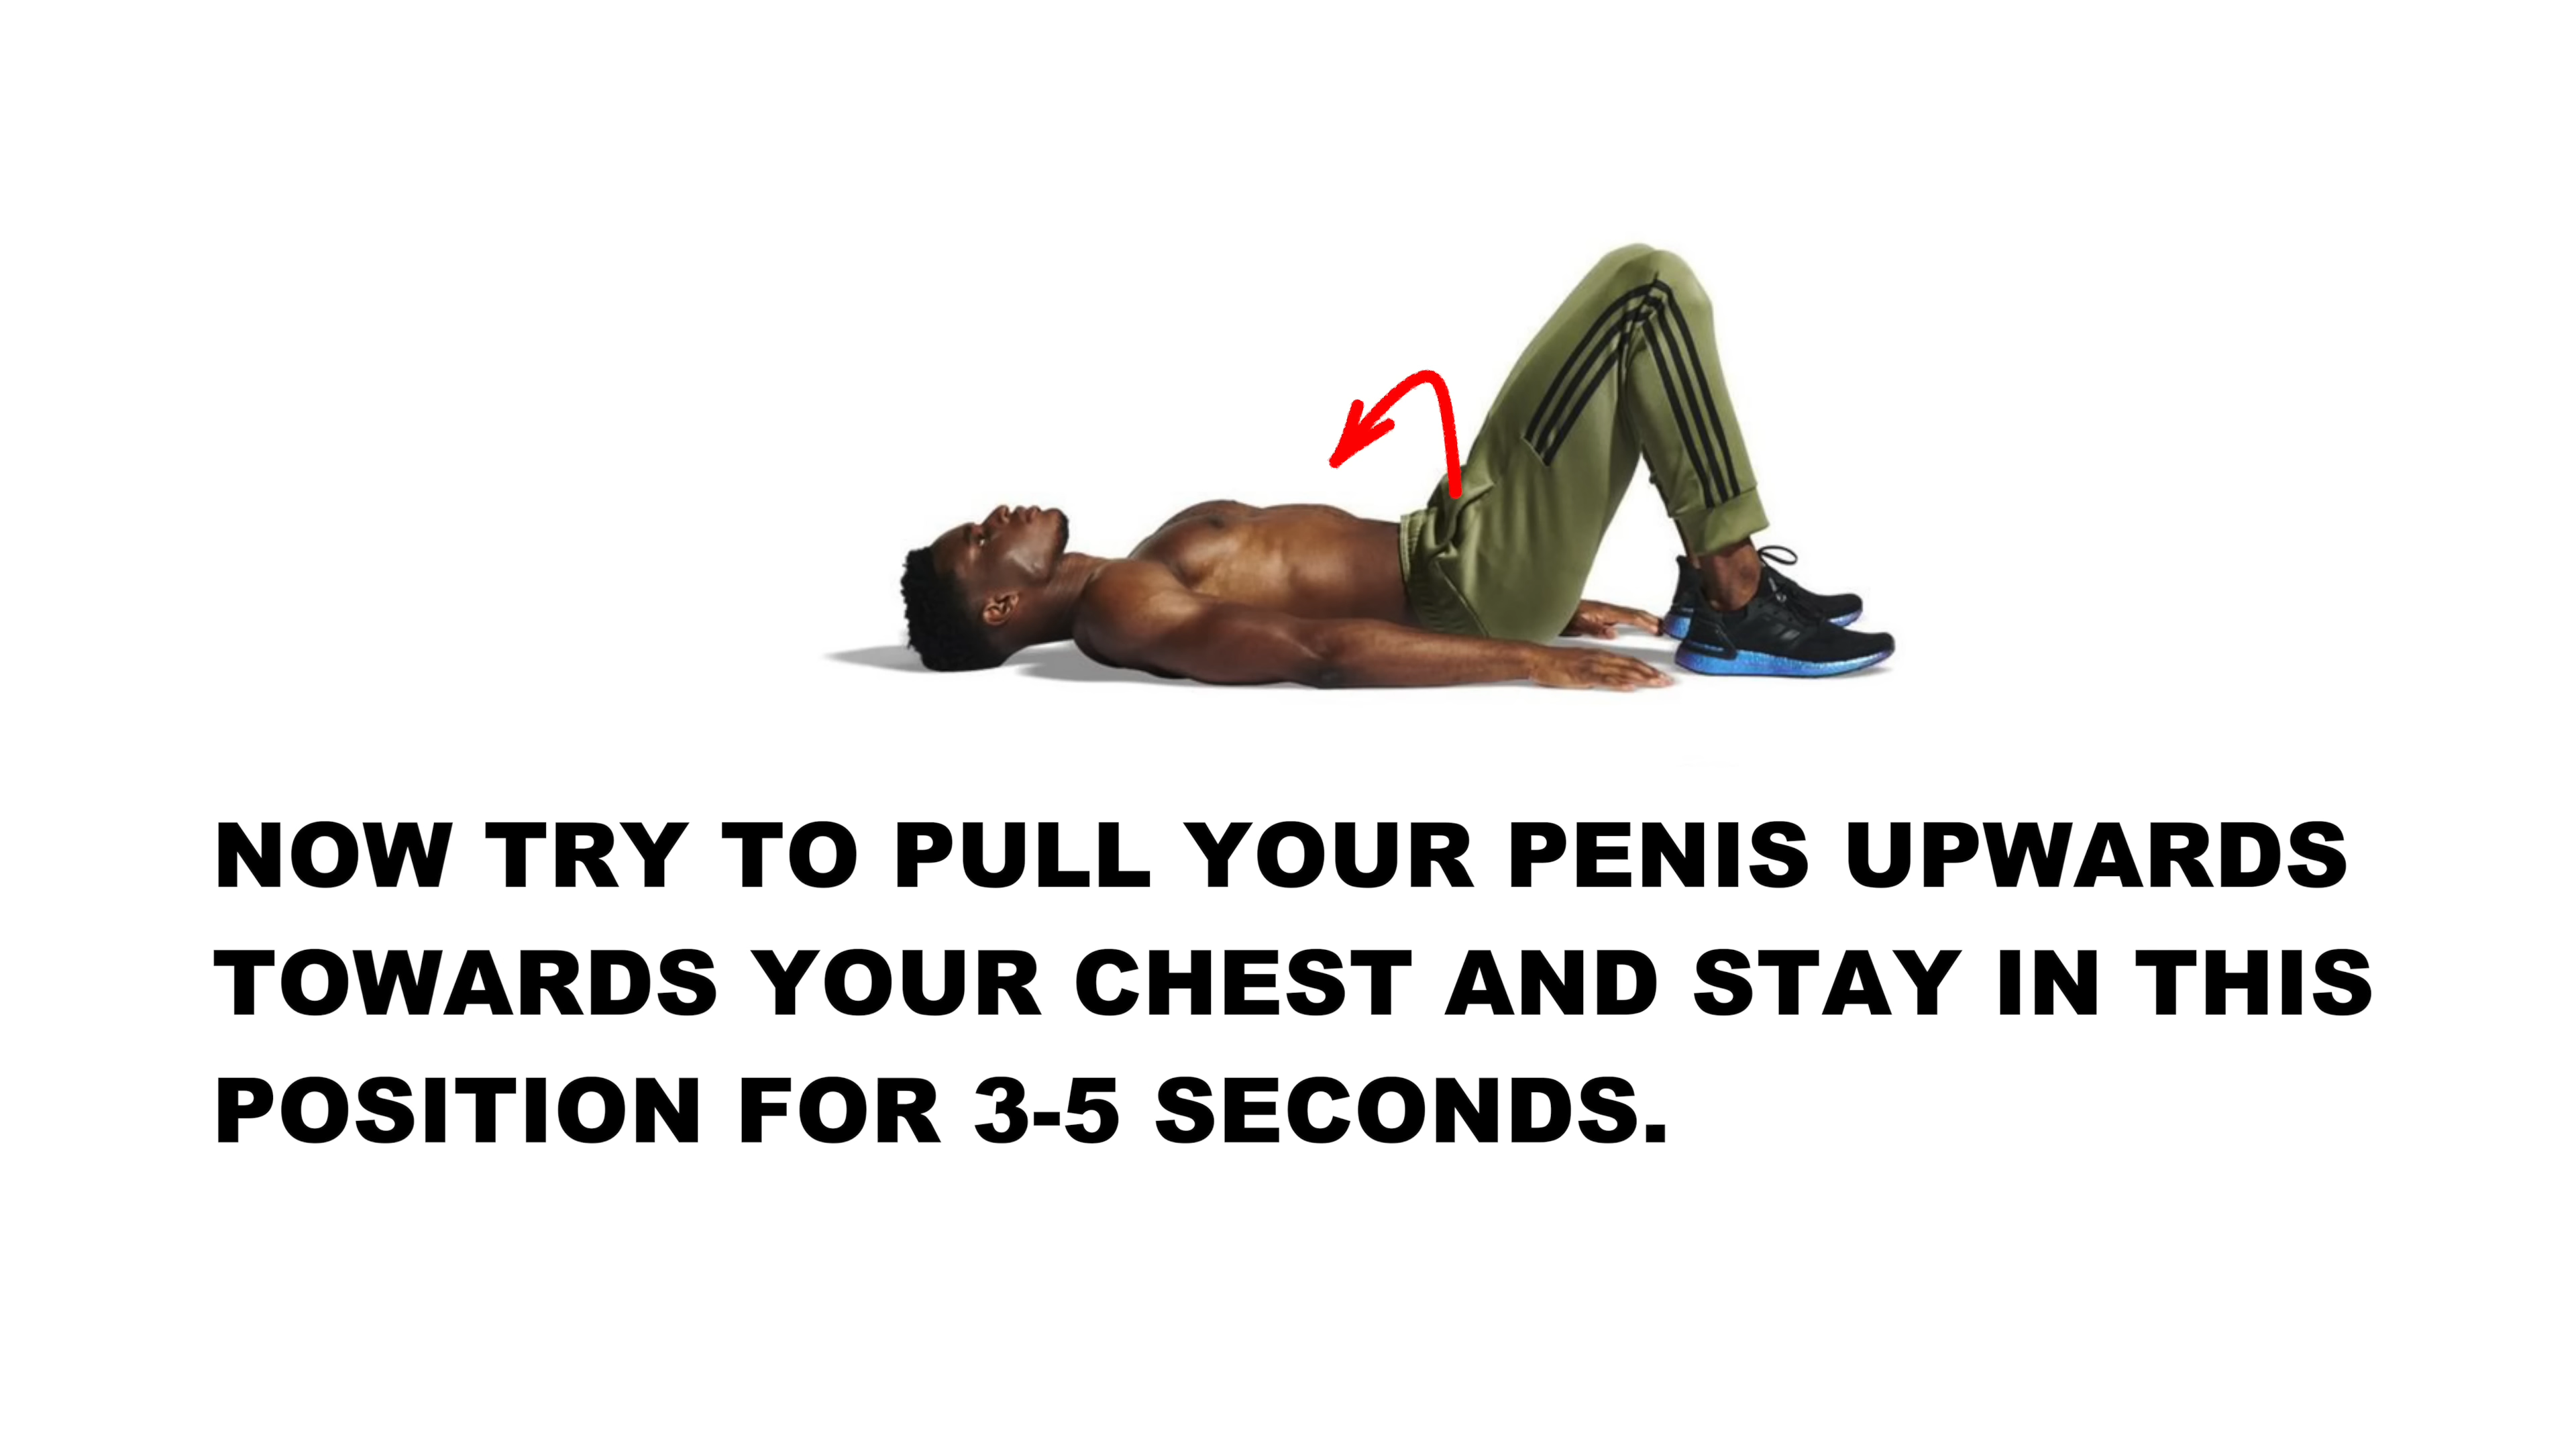 NOW TRY TO PULL YOUR PENIS UPWARDS
TOWARDS YOUR CHEST AND STAY IN THIS
POSITION FOR 3-5 SECONDS.